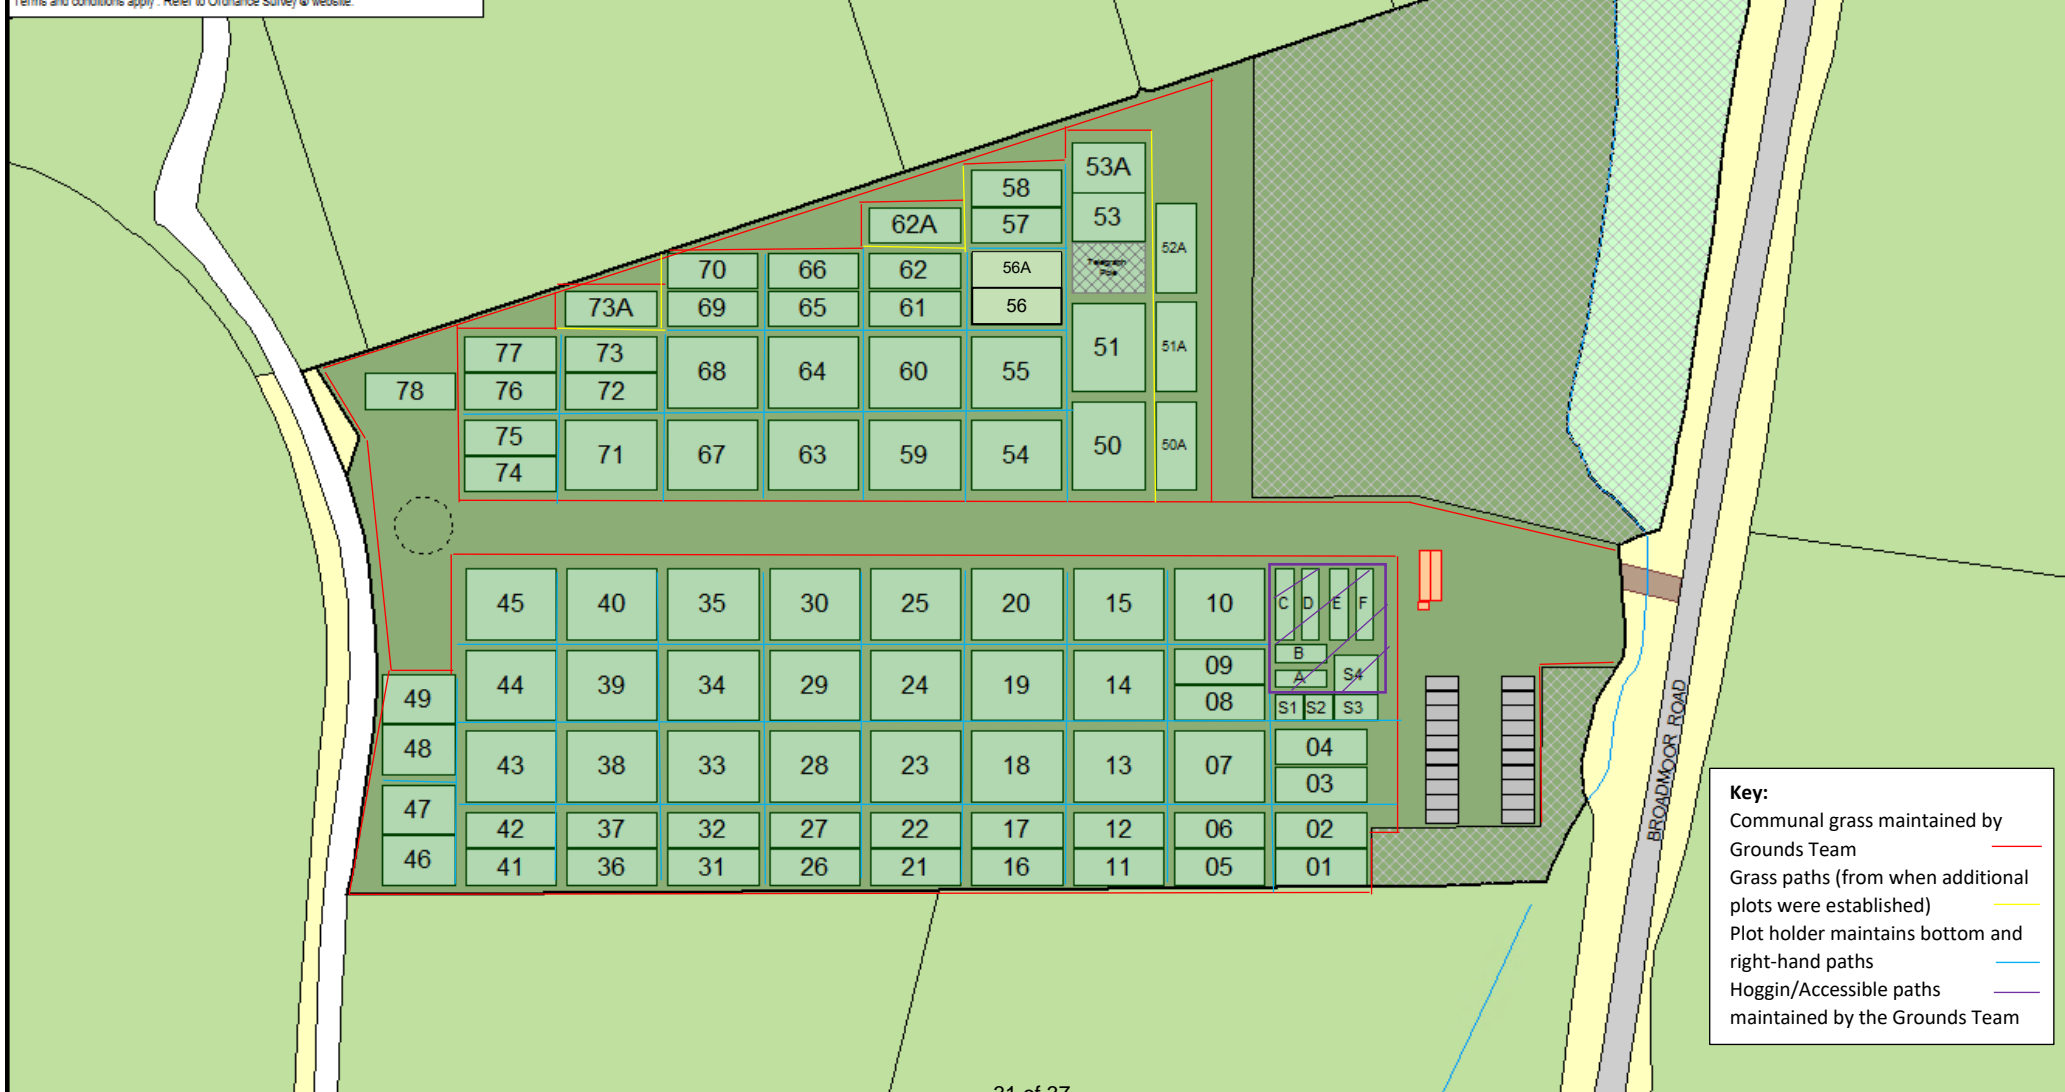 Terms and conditions apply . Refer to Ordnance Survey © website.
53A
58
53
57
62A
52A
Telegraph
Pole
70
66
62
56A
73A
69
65
61
56
77
73
68
64
60
55
51
51A
78
76
72
75
71
67
63
59
54
50
50A
74
45
40
35
30
25
20
15
10
C
D
E
F
B
09
44
39
34
29
24
19
14
A
S4
49
08
S1
S2
S3
48
43
38
33
28
23
18
13
07
04
03
47
42
37
32
27
22
17
12
06
02
46
41
36
31
26
21
16
11
05
01
BROADMOOR ROAD
Key:
Communal grass maintained by
Grounds Team
Grass paths (from when additional
plots were established)
Plot holder maintains bottom and
right-hand paths
Hoggin/Accessible paths
maintained by the Grounds Team
31 of 37